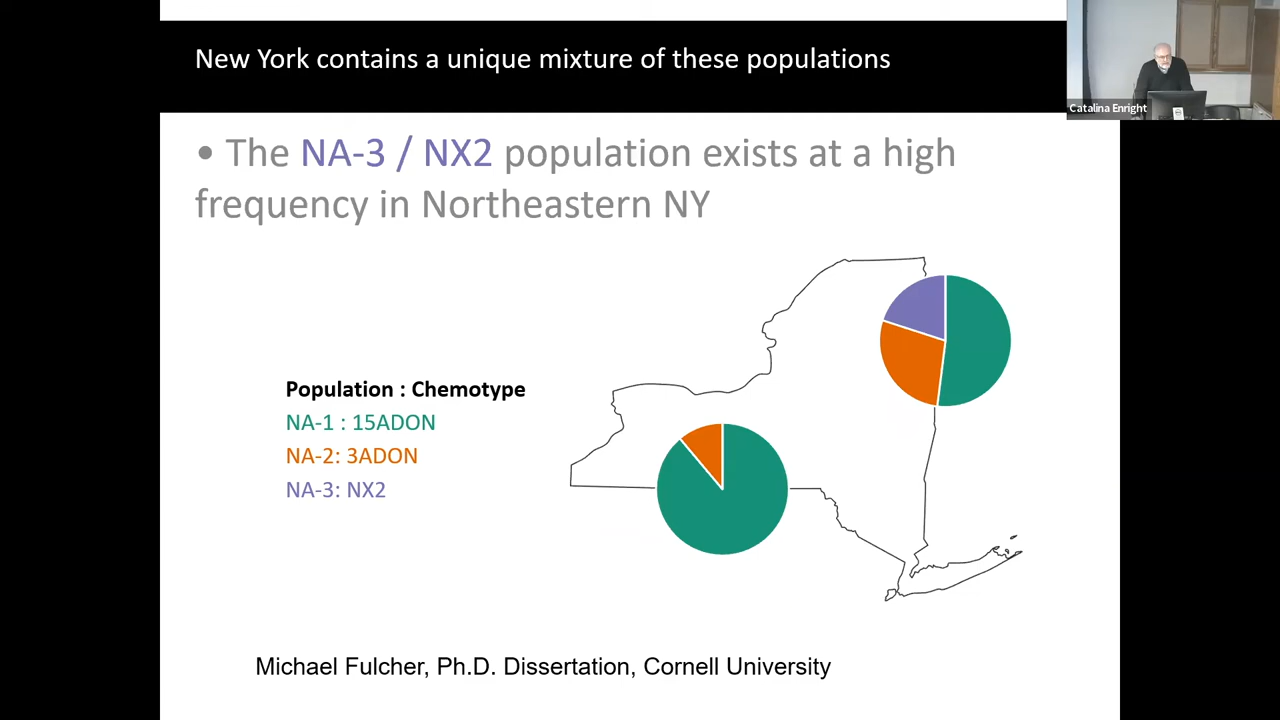 New York contains a unique mixture of these populations
Catalina Enright
• The NA-3 / NX2 population exists at a high
frequency in Northeastern NY
Population : Chemotype
NA-1 : 15ADON
NA-2: 3ADON
NA-3: NX2
Michael Fulcher, Ph.D. Dissertation, Cornell University